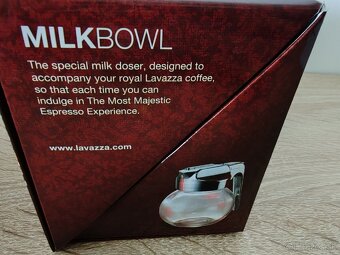 MILKBOWL
The special milk doser, designed to
accompany your royal Lavazza coffee,
so that each time you can
indulge in The Most Majestic
Espresso Experience.
www.lavazza.com